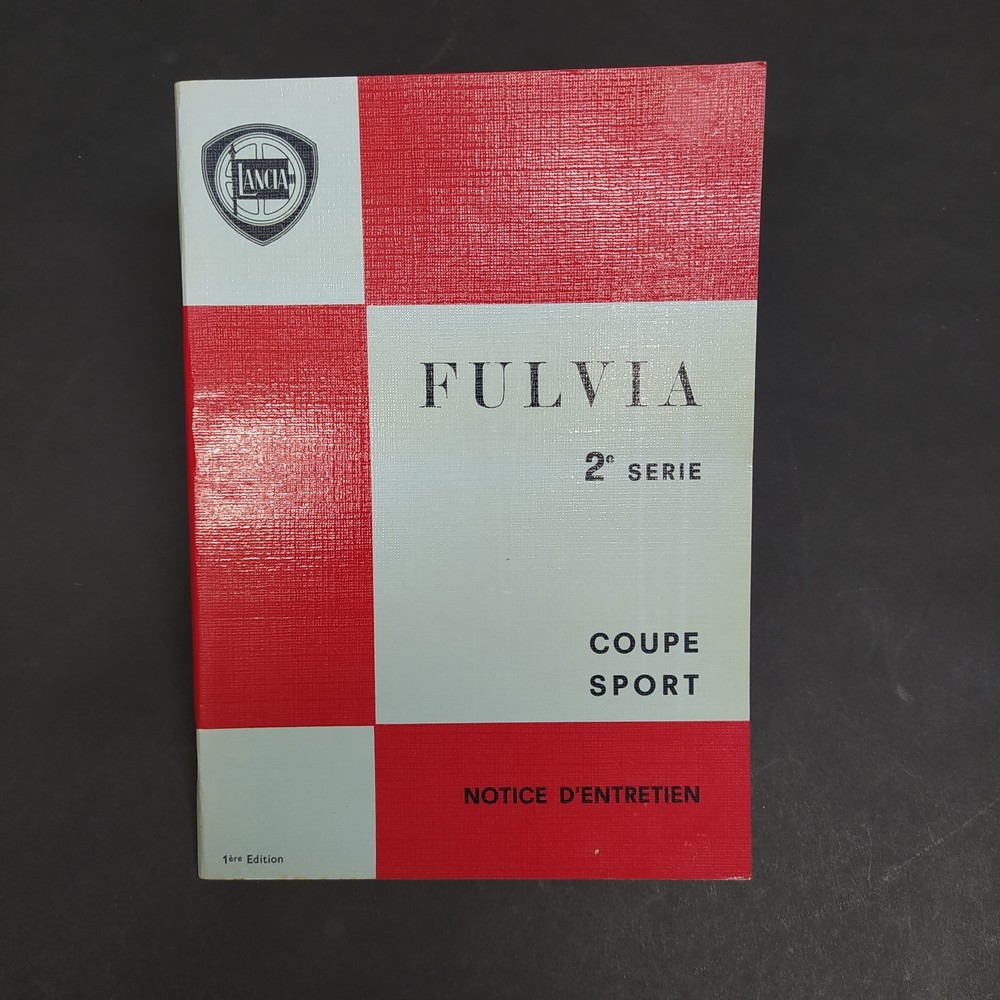 LANCIA
FULVIA
2e SERIE
COUPE
SPORT
NOTICE D'ENTRETIEN
1ère Edition